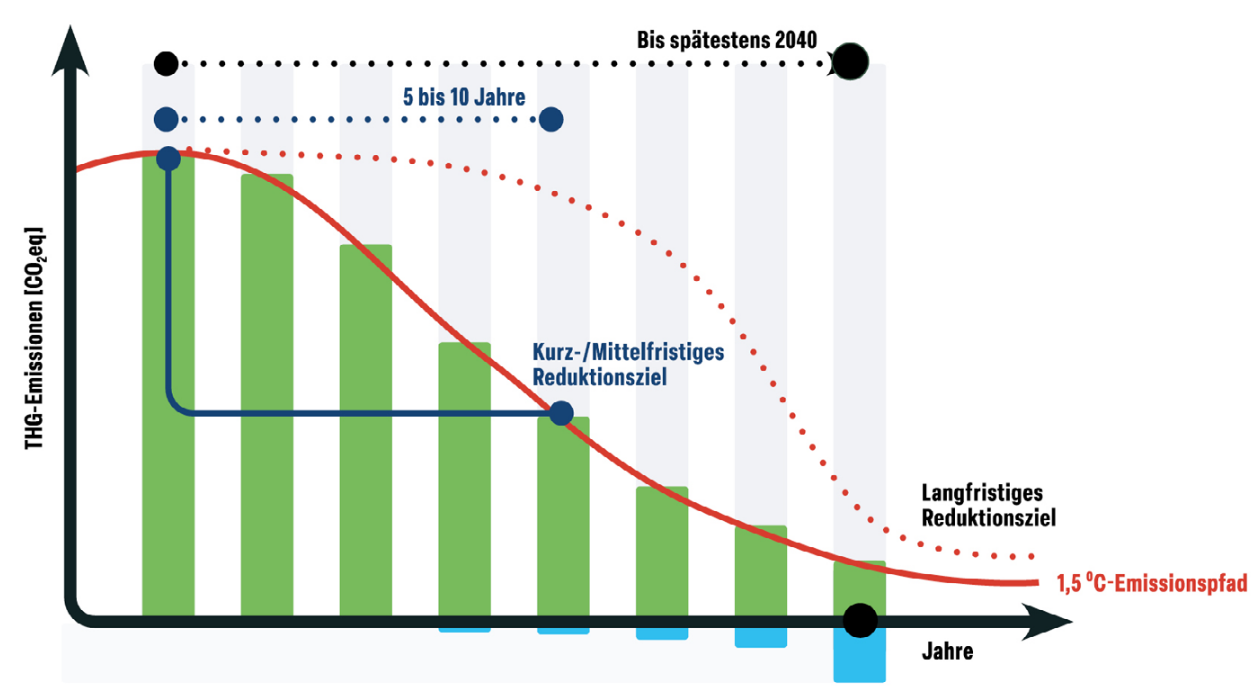 Bis spätestens 2040
5 bis 10 Jahre
THG-Emissionen [CO₂eq]
Kurz-/Mittelfristiges
Reduktionsziel
Langfristiges
Reduktionsziel
1,5 °C-Emissionspfad
Jahre